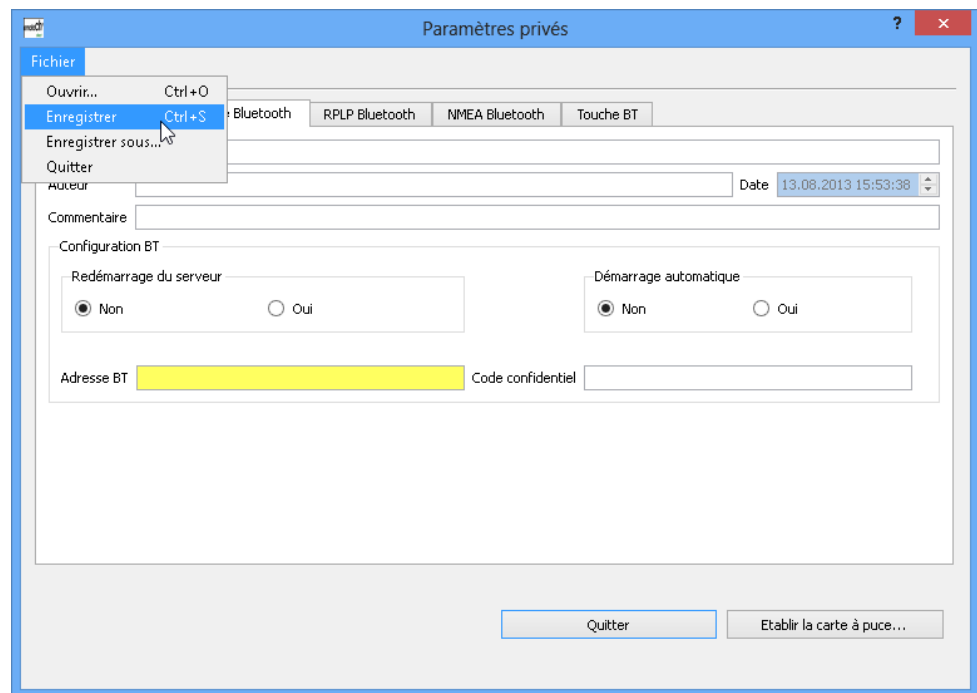 Paramètres privés
?
Fichier
Ouvrir... Ctrl+O
Enregistrer Ctrl+S
Enregistrer sous...
Quitter
Bluetooth RPLP Bluetooth NMEA Bluetooth Touche BT
Auteur Date 13.08.2013 15:53:38
Commentaire
Configuration BT
Redémarrage du serveur Démarrage automatique
Non Oui Non Oui
Adresse BT Code confidentiel
Quitter Etablir la carte à puce...